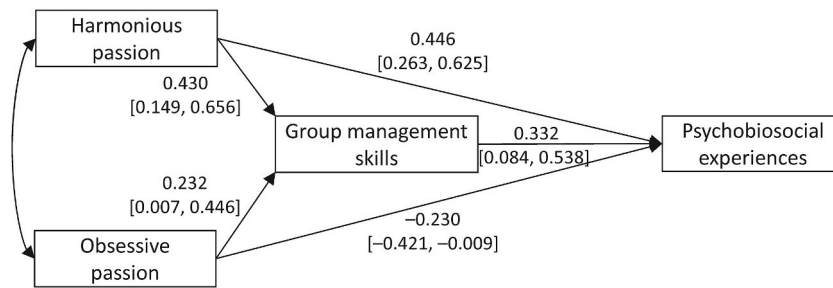 Harmonious
passion
0.446
[0.263, 0.625]
0.430
[0.149, 0.656]
Group management
skills
0.332
[0.084, 0.538]
Psychobiosocial
experiences
0.232
[0.007, 0.446]
–0.230
[–0.421, –0.009]
Obsessive
passion